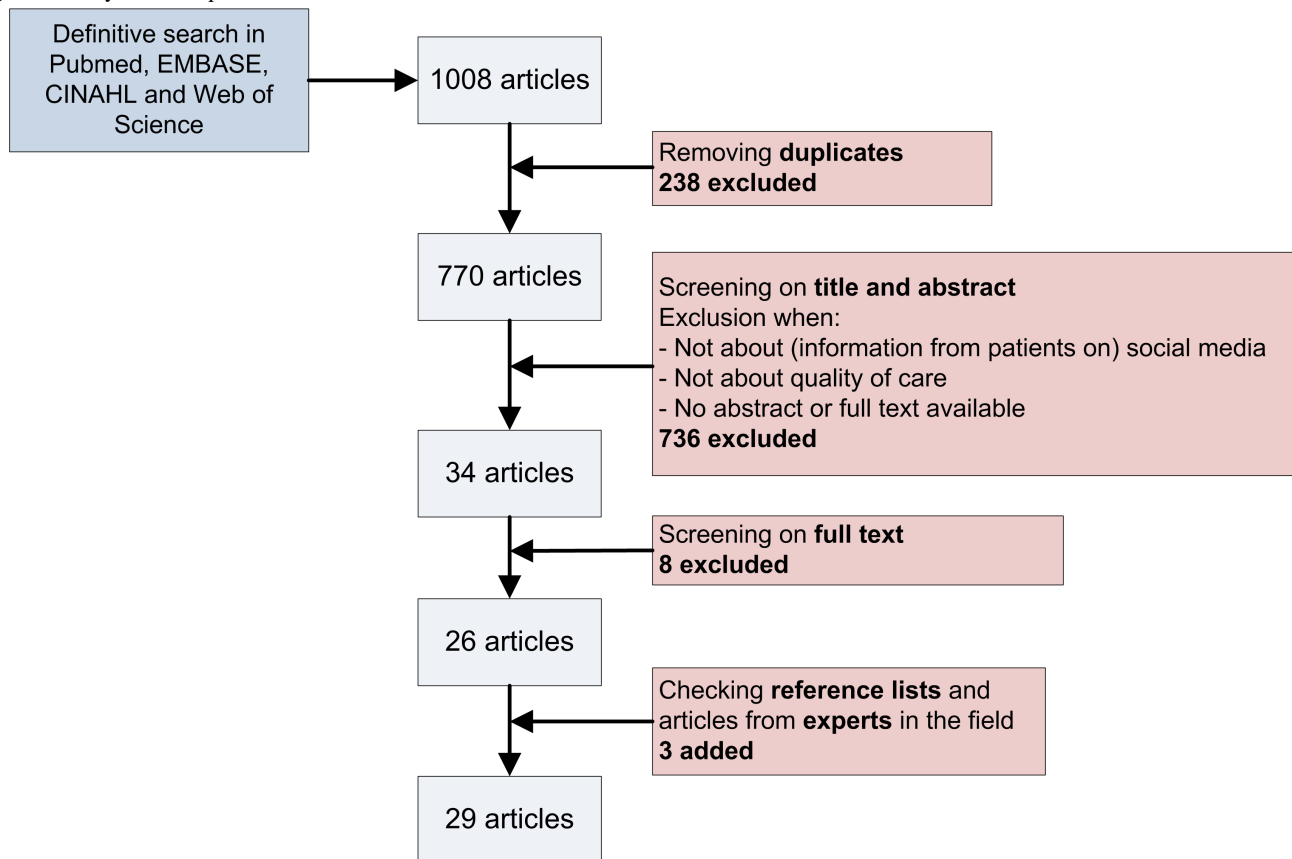 Definitive search in
Pubmed, EMBASE,
CINAHL and Web of
Science
1008 articles
Removing duplicates
238 excluded
770 articles
Screening on title and abstract
Exclusion when:
- Not about (information from patients on) social media
- Not about quality of care
- No abstract or full text available
736 excluded
34 articles
Screening on full text
8 excluded
26 articles
Checking reference lists and
articles from experts in the field
3 added
29 articles